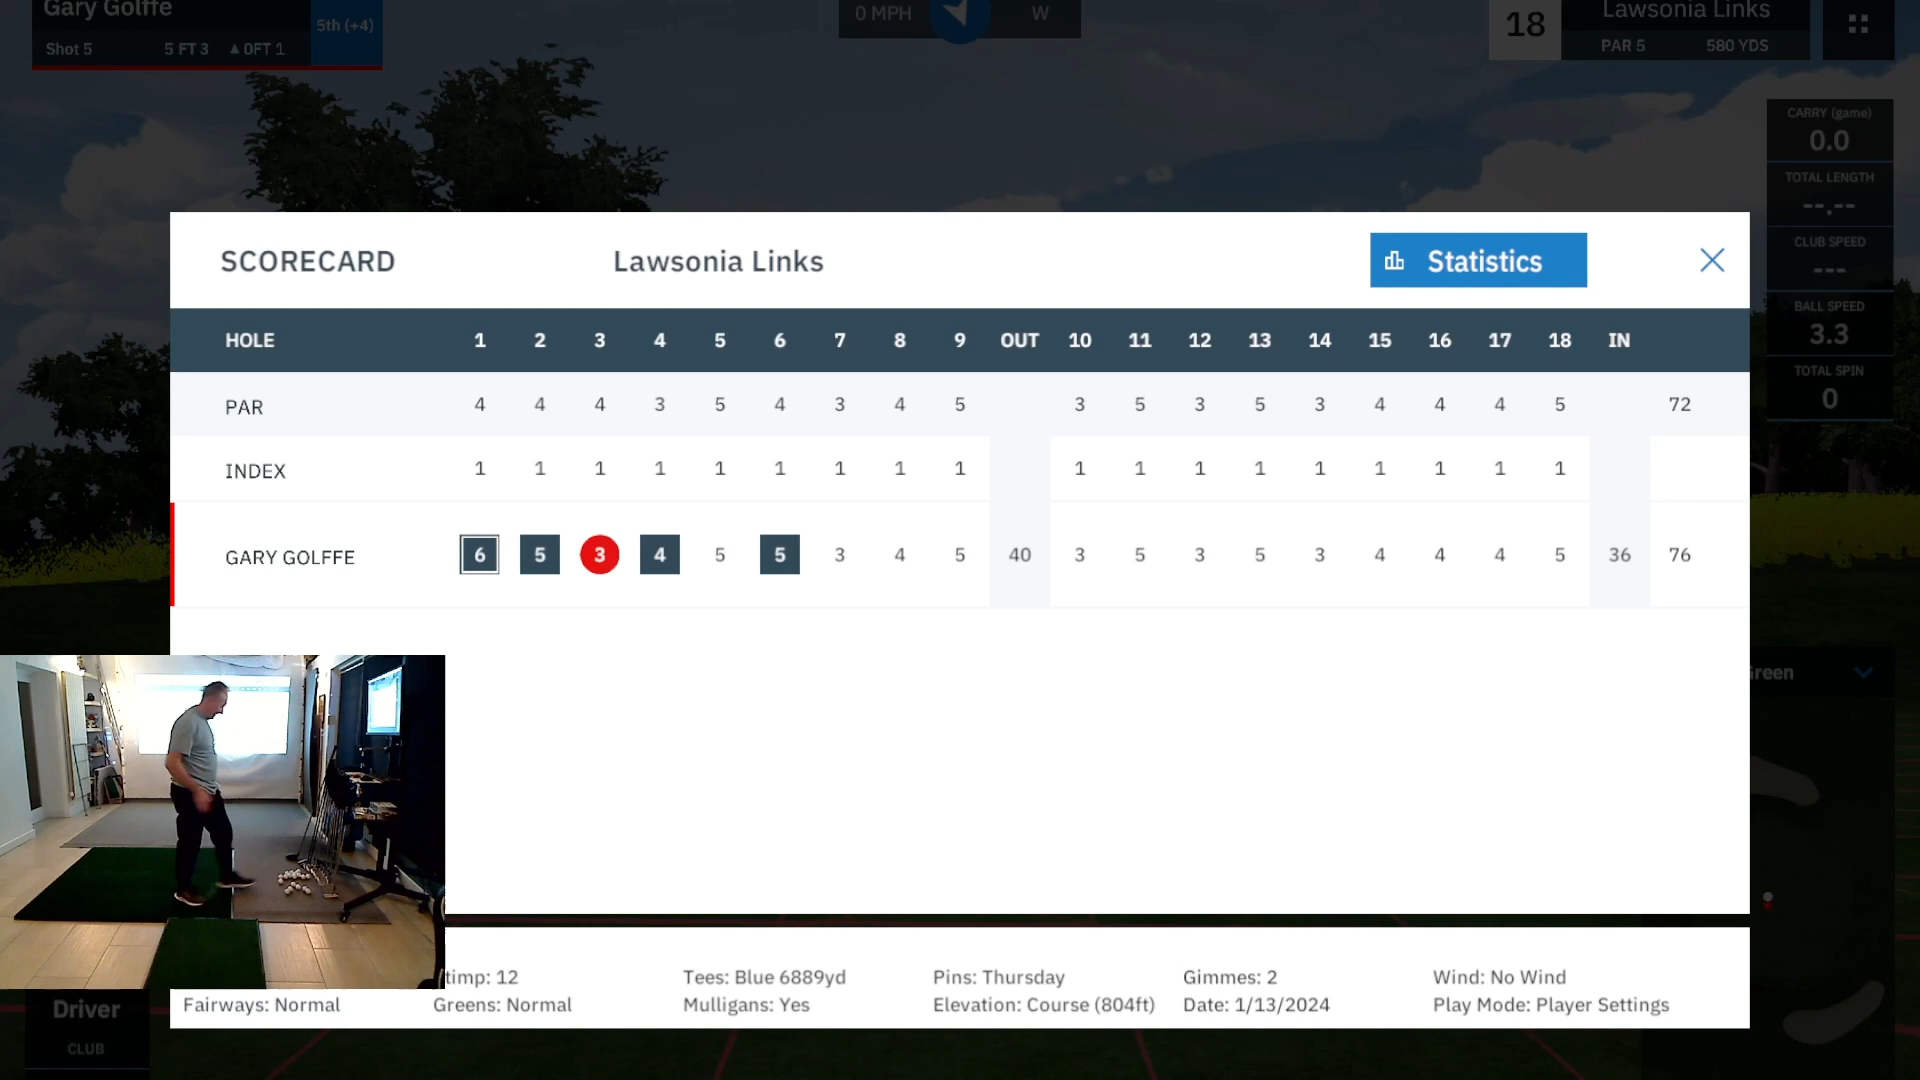 Gary Golffe
Shot 5 5 FT 3 ▲ 0FT 1
5th (+4)
0 MPH W
18
Lawsonia Links
PAR 5 580 YDS
CARRY (game)
0.0
TOTAL LENGTH
--.--
CLUB SPEED
---
BALL SPEED
3.3
TOTAL SPIN
0
SCORECARD Lawsonia Links Statistics
HOLE 1 2 3 4 5 6 7 8 9 OUT 10 11 12 13 14 15 16 17 18 IN
PAR 4 4 4 3 5 4 3 4 5 3 5 3 5 3 4 4 4 5 72
INDEX 1 1 1 1 1 1 1 1 1 1 1 1 1 1 1 1 1 1
GARY GOLFFE 6 5 3 4 5 5 3 4 5 40 3 5 3 5 3 4 4 4 5 36 76
timp: 12 Tees: Blue 6889yd Pins: Thursday Gimmes: 2 Wind: No Wind
Fairways: Normal Greens: Normal Mulligans: Yes Elevation: Course (804ft) Date: 1/13/2024 Play Mode: Player Settings
Driver
CLUB